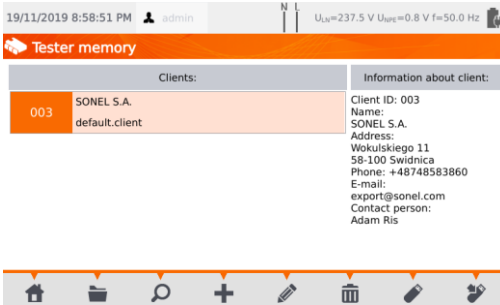 19/11/2019 8:58:51 PM admin N L U_LN=237.5 V U_NPE=0.8 V f=50.0 Hz
Tester memory
Clients:
003
SONEL S.A.
default.client
Information about client:
Client ID: 003
Name:
SONEL S.A.
Address:
Wokulskiego 11
58-100 Swidnica
Phone: +48748583860
E-mail:
export@sonel.com
Contact person:
Adam Ris